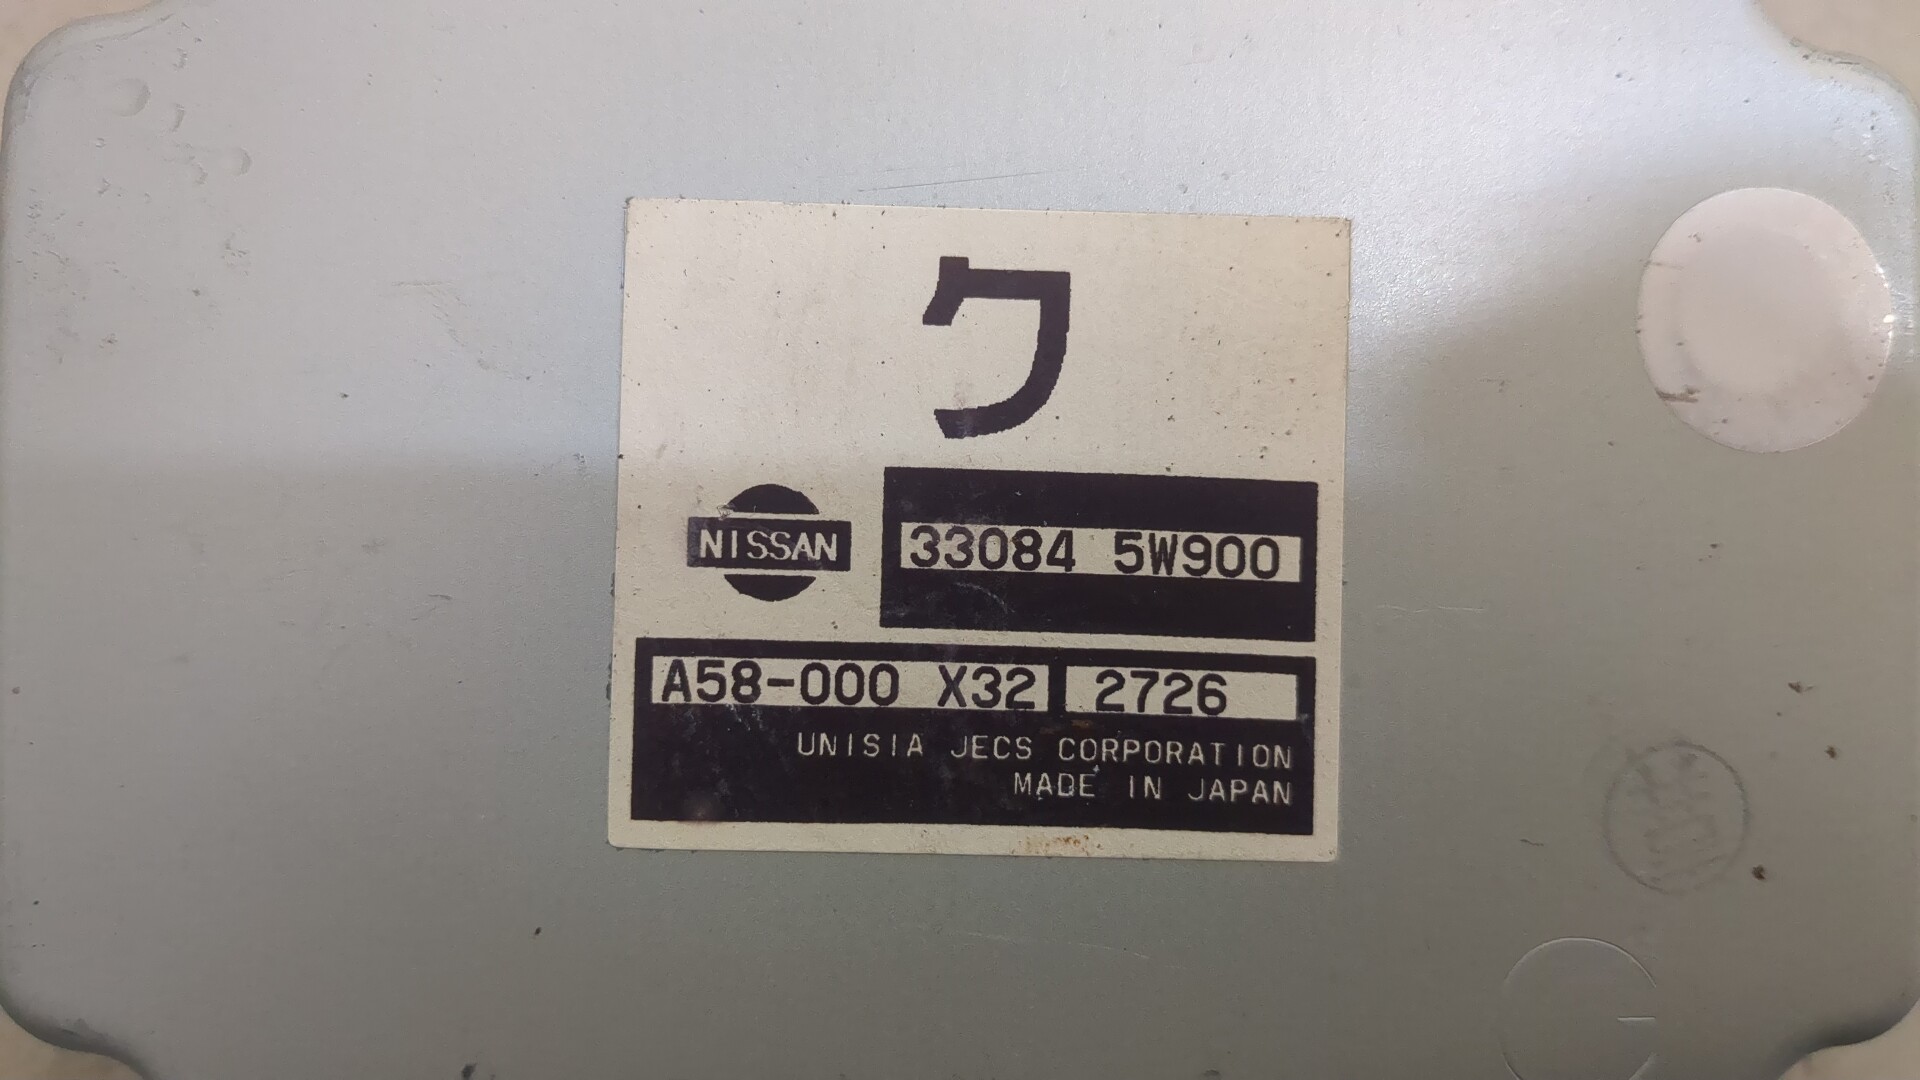 ク
NISSAN
33084 5W900
A58-000 X32 2726
UNISIA JECS CORPORATION
MADE IN JAPAN